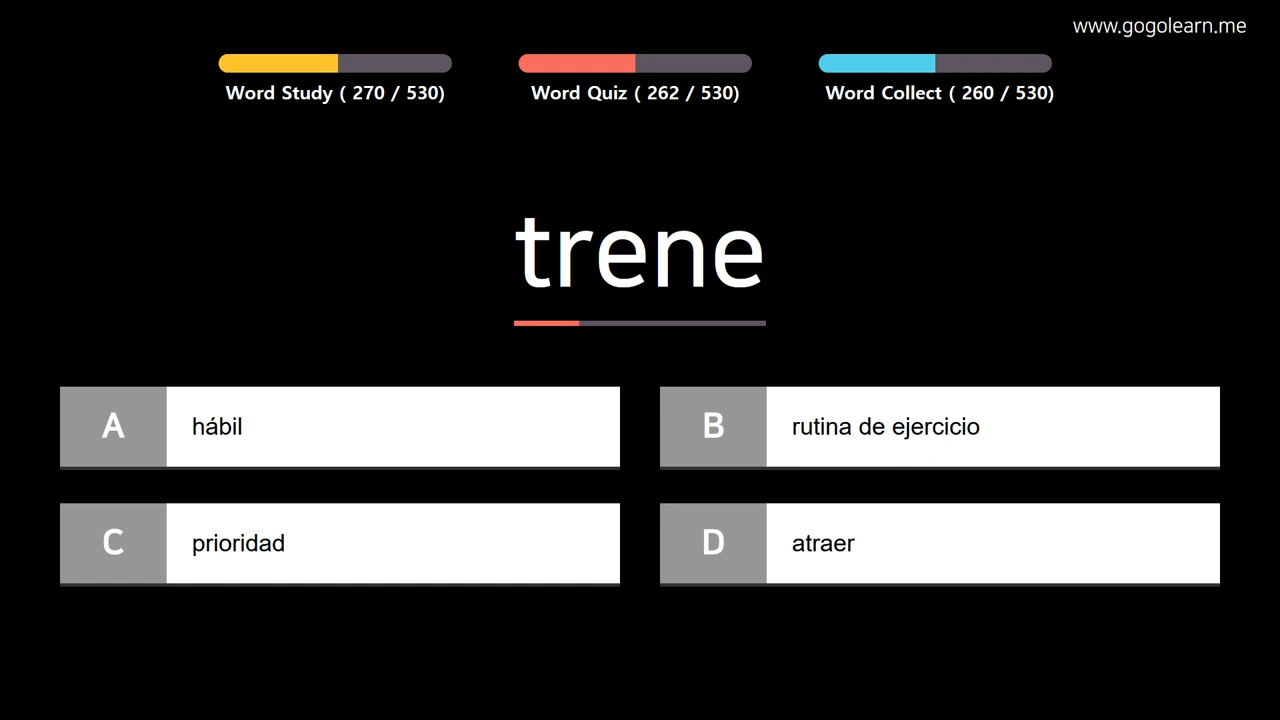 www.gogolearn.me
Word Study ( 270 / 530)
Word Quiz ( 262 / 530)
Word Collect ( 260 / 530)
trene
A
hábil
B
rutina de ejercicio
C
prioridad
D
atraer